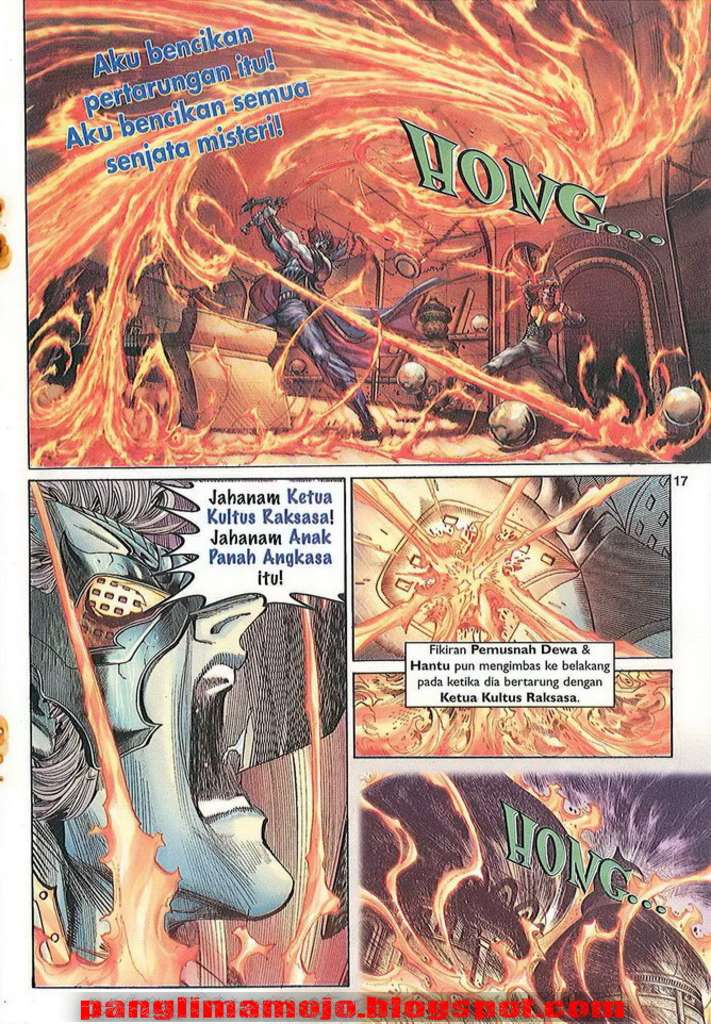 Aku bencikan
pertarungan itu!
Aku bencikan semua
senjata misteri!
HONG...
Jahanam Ketua
Kultus Raksasa!
Jahanam Anak
Panah Angkasa
itu!
17
Fikiran Pemusnah Dewa &
Hantu pun mengimbas ke belakang
pada ketika dia bertarung dengan
Ketua Kultus Raksasa.
HONG...
panglimamojo.blogspot.com